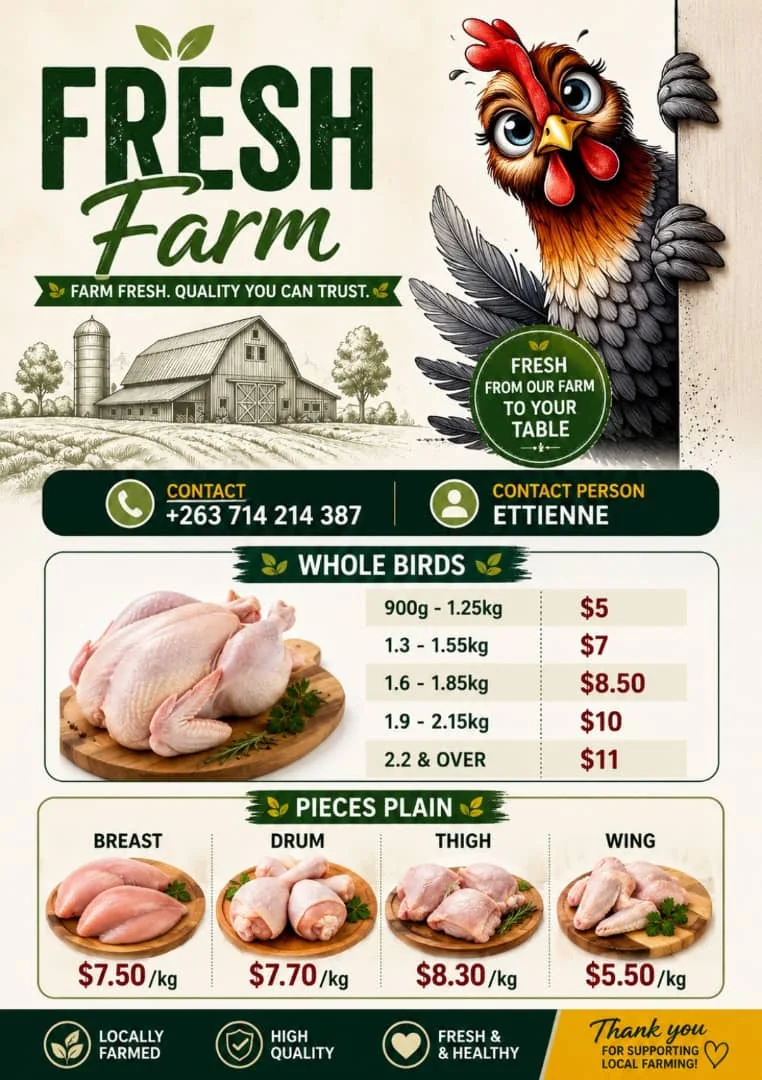 FRESH
Farm
FARM FRESH. QUALITY YOU CAN TRUST.
FRESH
FROM OUR FARM
TO YOUR
TABLE
CONTACT
+263 714 214 387
CONTACT PERSON
ETTIENNE
WHOLE BIRDS
900g - 1.25kg $5
1.3 - 1.55kg $7
1.6 - 1.85kg $8.50
1.9 - 2.15kg $10
2.2 & OVER $11
PIECES PLAIN
BREAST DRUM THIGH WING
$7.50/kg $7.70/kg $8.30/kg $5.50/kg
LOCALLY
FARMED
HIGH
QUALITY
FRESH &
& HEALTHY
Thank you
FOR SUPPORTING
LOCAL FARMING!